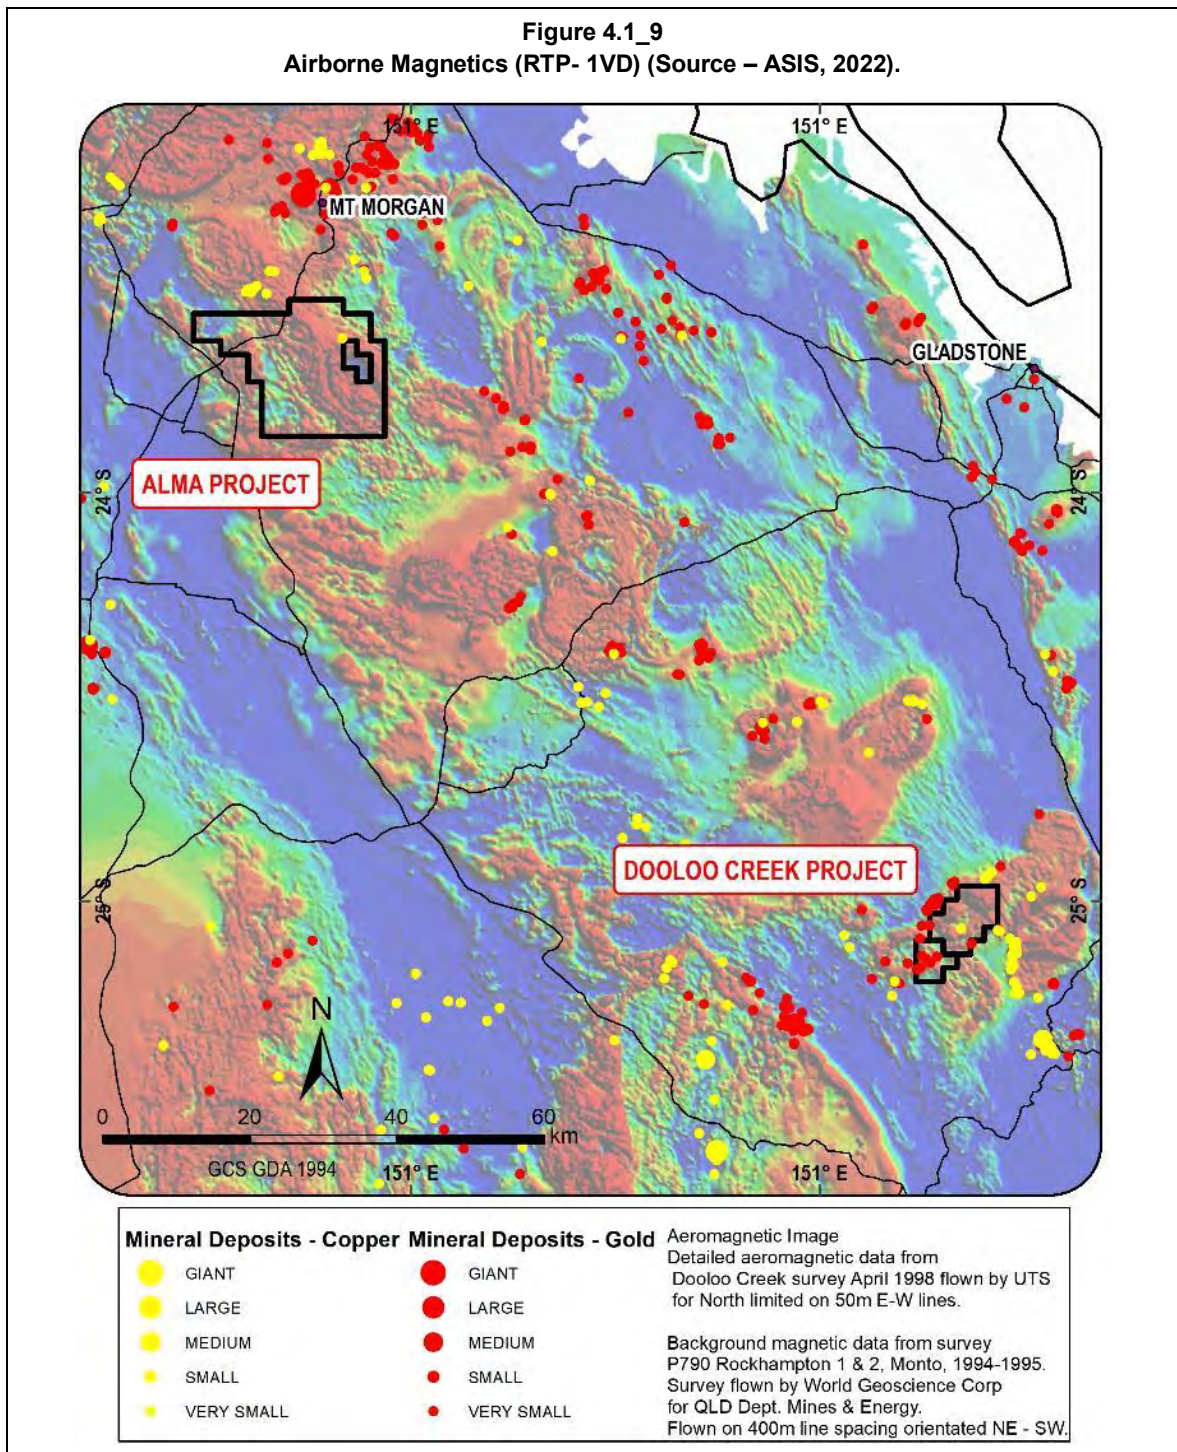 Figure 4.1_9
Airborne Magnetics (RTP- 1VD) (Source – ASIS, 2022).
151° E
151° E
MT MORGAN
GLADSTONE
ALMA PROJECT
24° S
24° S
DOOLOO CREEK PROJECT
25° S
25° S
N
0 20 40 60
km
GCS GDA 1994
151° E
151° E
Mineral Deposits - Copper
GIANT
LARGE
MEDIUM
SMALL
VERY SMALL
Mineral Deposits - Gold
GIANT
LARGE
MEDIUM
SMALL
VERY SMALL
Aeromagnetic Image
Detailed aeromagnetic data from
Dooloo Creek survey April 1998 flown by UTS
for North limited on 50m E-W lines.
Background magnetic data from survey
P790 Rockhampton 1 & 2, Monto, 1994-1995.
Survey flown by World Geoscience Corp
for QLD Dept. Mines & Energy.
Flown on 400m line spacing orientated NE - SW.